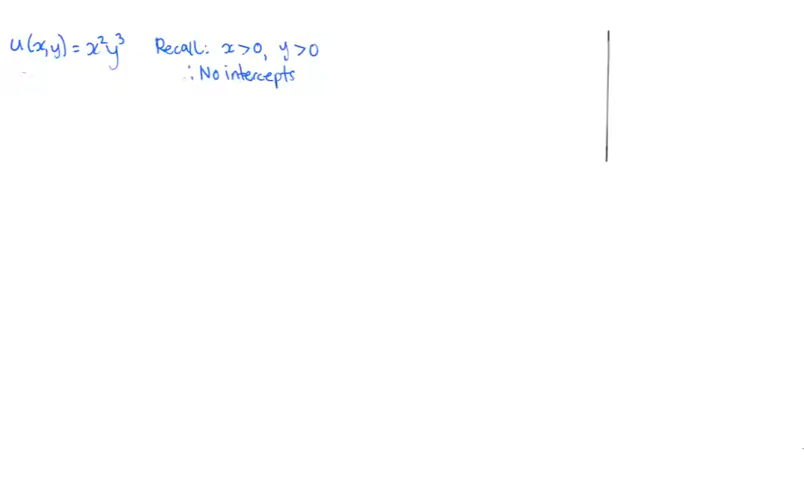 u(x,y) = x²y³ Recall: x>0, y>0
∴ No intercepts